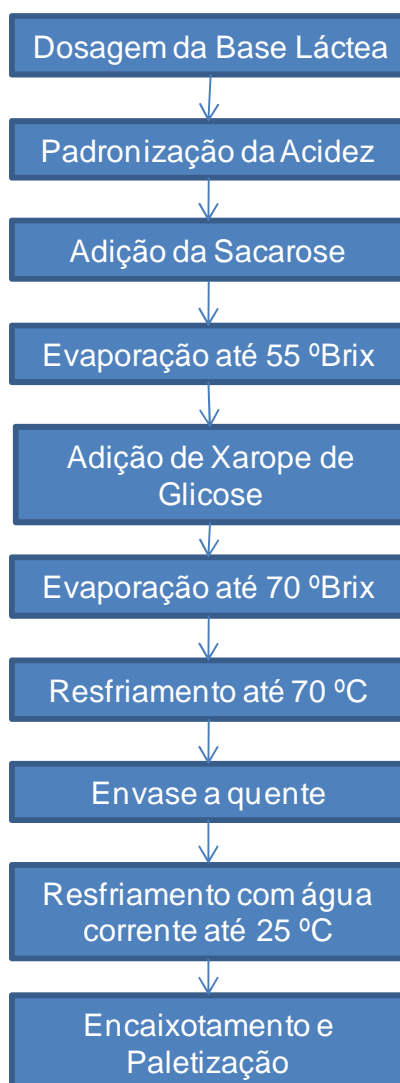 Dosagem da Base Láctea
Padronização da Acidez
Adição da Sacarose
Evaporação até 55 ºBrix
Adição de Xarope de
Glicose
Evaporação até 70 ºBrix
Resfriamento até 70 ºC
Envase a quente
Resfriamento com água
corrente até 25 ºC
Encaixotamento e
Paletização